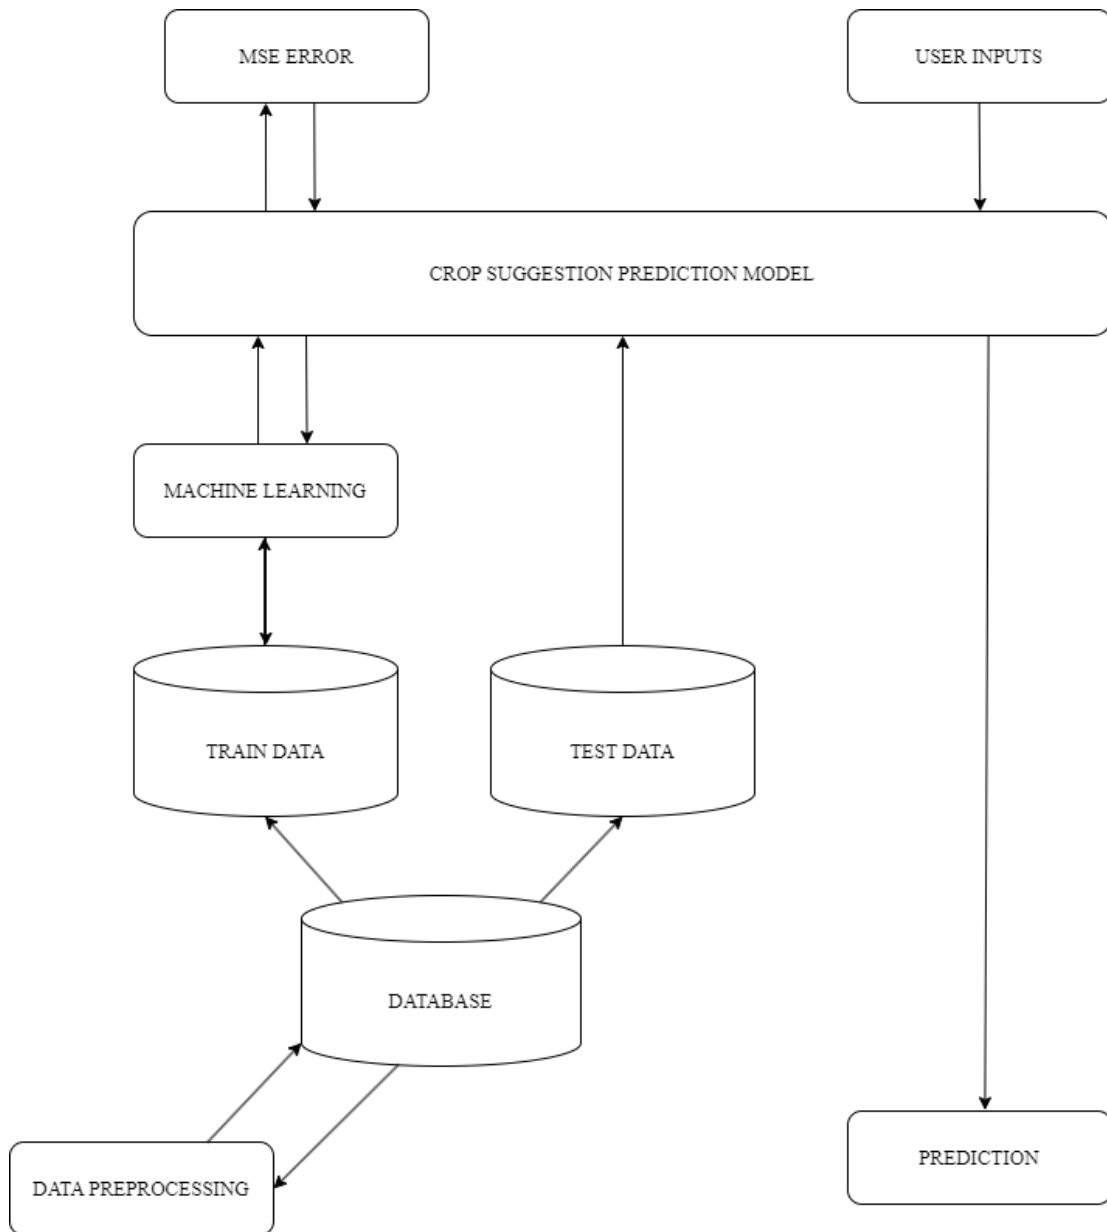 MSE ERROR
USER INPUTS
CROP SUGGESTION PREDICTION MODEL
MACHINE LEARNING
TRAIN DATA
TEST DATA
DATABASE
PREDICTION
DATA PREPROCESSING